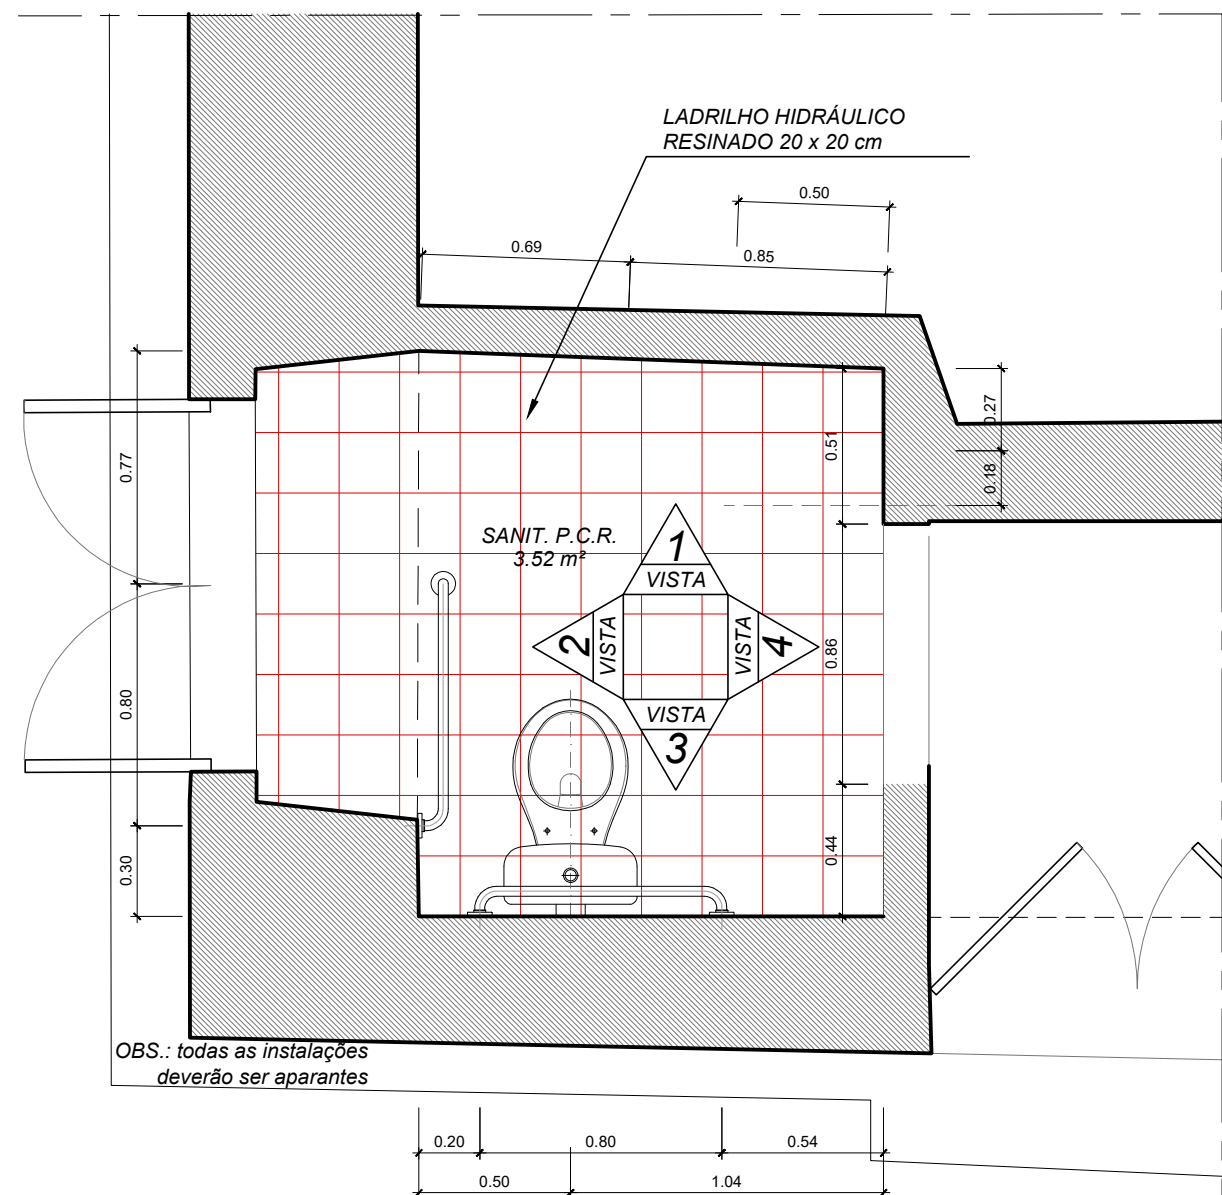 LADRILHO HIDRÁULICO
RESINADO 20 x 20 cm
0.50
0.69
0.85
0.27
0.51
0.77
0.18
SANIT. P.C.R.
3.52 m²
1
VISTA
2
VISTA
VISTA
4
0.86
VISTA
3
0.80
0.44
0.30
OBS.: todas as instalações
deverão ser aparantes
0.20
0.80
0.54
0.50
1.04